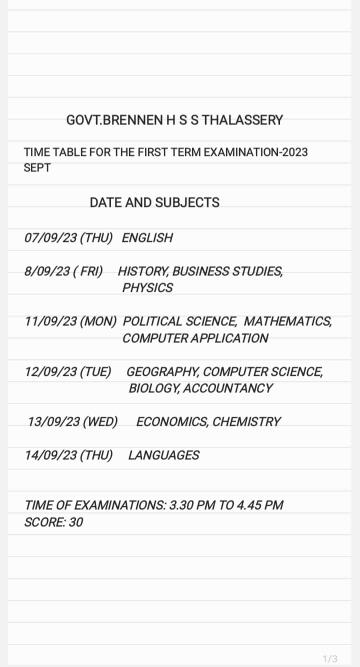 GOVT.BRENNEN H S S THALASSERY
TIME TABLE FOR THE FIRST TERM EXAMINATION-2023
SEPT
DATE AND SUBJECTS
07/09/23 (THU) ENGLISH
8/09/23 ( FRI) HISTORY, BUSINESS STUDIES,
PHYSICS
11/09/23 (MON) POLITICAL SCIENCE, MATHEMATICS,
COMPUTER APPLICATION
12/09/23 (TUE) GEOGRAPHY, COMPUTER SCIENCE,
BIOLOGY, ACCOUNTANCY
13/09/23 (WED) ECONOMICS, CHEMISTRY
14/09/23 (THU) LANGUAGES
TIME OF EXAMINATIONS: 3.30 PM TO 4.45 PM
SCORE: 30
1/3